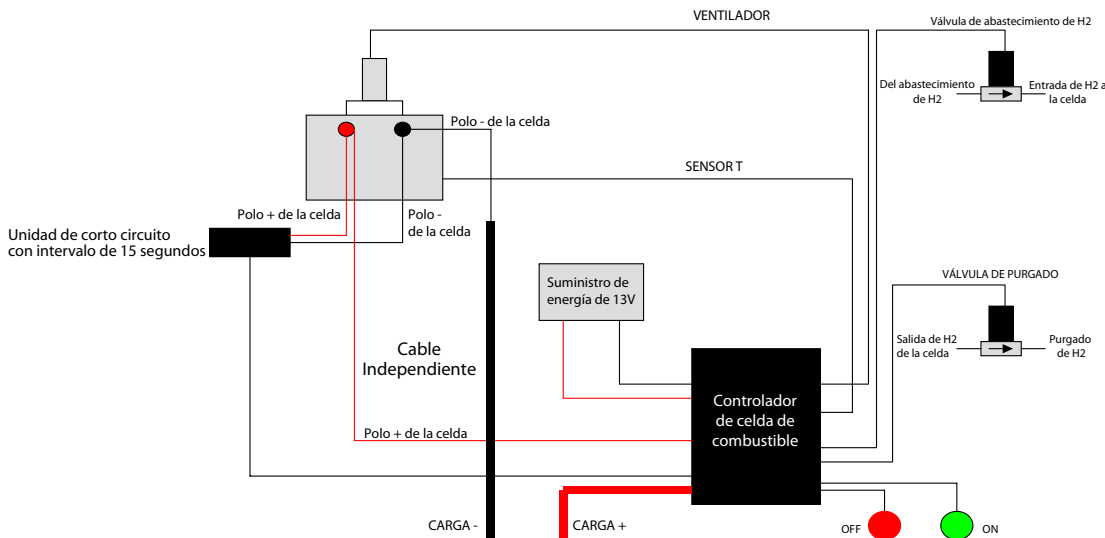 VENTILADOR
Válvula de abastecimiento de H2
Del abastecimiento
de H2
Entrada de H2 a
la celda
Polo - de la celda
SENSOR T
Polo + de la celda
Polo -
de la celda
Unidad de corto circuito
con intervalo de 15 segundos
Suministro de
energía de 13V
VÁLVULA DE PURGADO
Salida de H2
de la celda
Purgado
de H2
Cable
Independiente
Controlador
de celda de
combustible
Polo + de la celda
CARGA -
CARGA +
OFF
ON